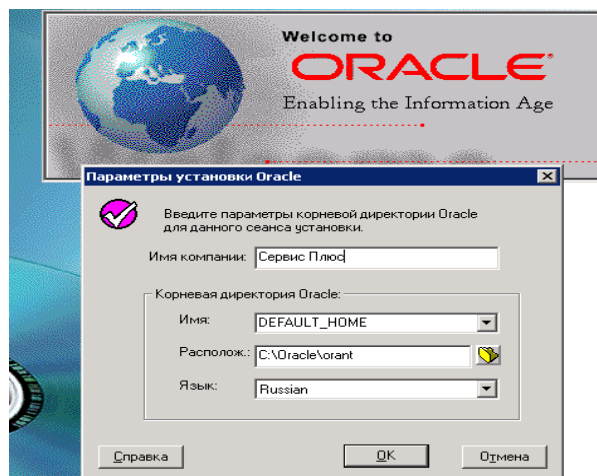 Welcome to
ORACLE®
Enabling the Information Age
Параметры установки Oracle
Введите параметры корневой директории Oracle
для данного сеанса установки.
Имя компании: Сервис Плюс
Корневая директория Oracle:
Имя: DEFAULT_HOME
Располож.: C:\Oracle\orant
Язык: Russian
Справка OK Отмена